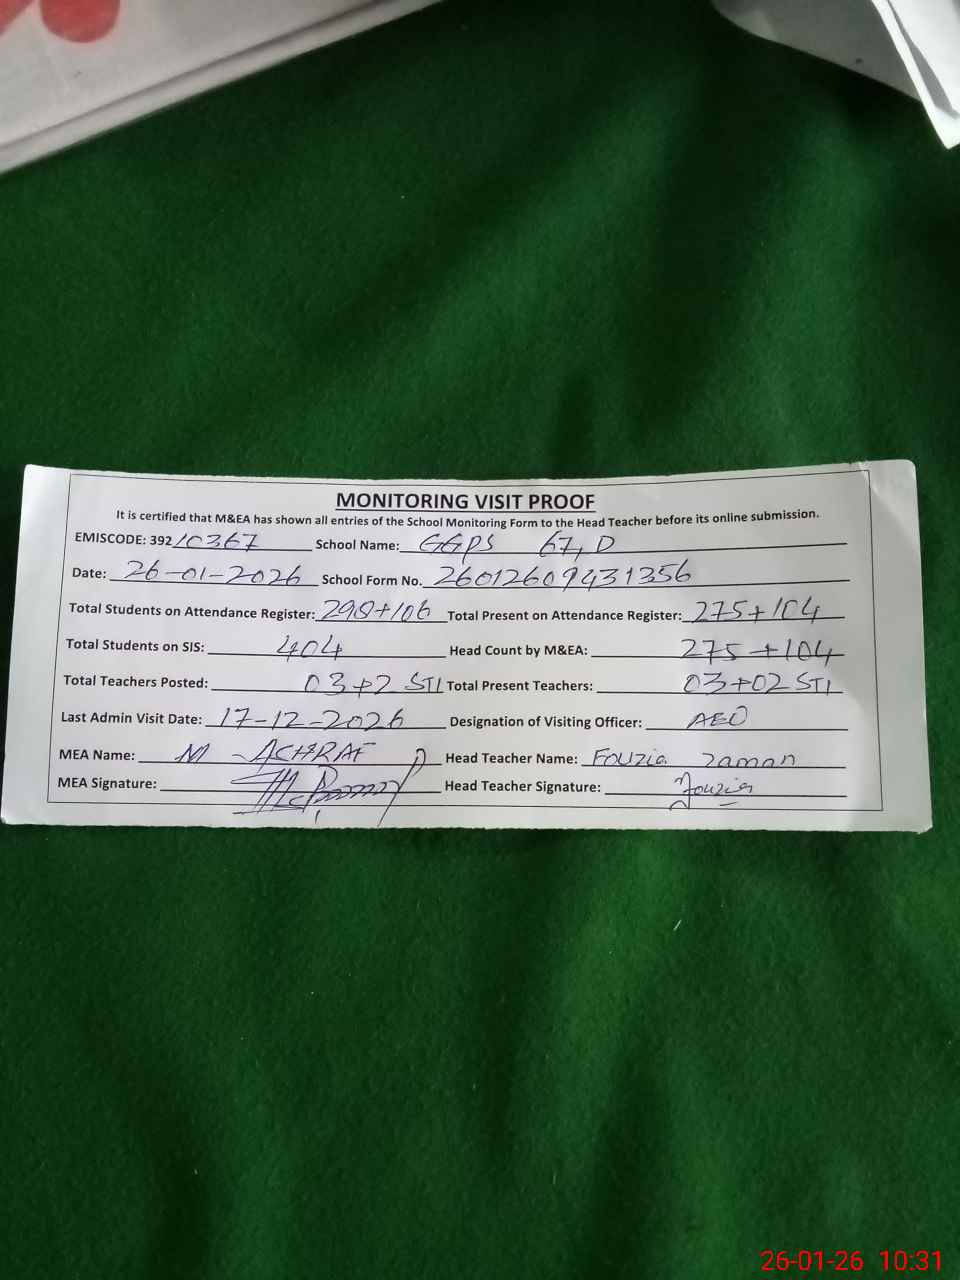 MONITORING VISIT PROOF
It is certified that M&EA has shown all entries of the School Monitoring Form to the Head Teacher before its online submission.
EMISCODE: 39210367 School Name: GGPS 67, D
Date: 26-01-2026 School Form No. 26012609431356
Total Students on Attendance Register: 298+106 Total Present on Attendance Register: 275+104
Total Students on SIS: 404 Head Count by M&EA: 275+104
Total Teachers Posted: 03+2 STI Total Present Teachers: 03+02 STI
Last Admin Visit Date: 17-12-2026 Designation of Visiting Officer: AEO
MEA Name: M-ASHRAF Head Teacher Name: Fouzia Zaman
MEA Signature: Head Teacher Signature: Fouzia
26-01-26 10:31